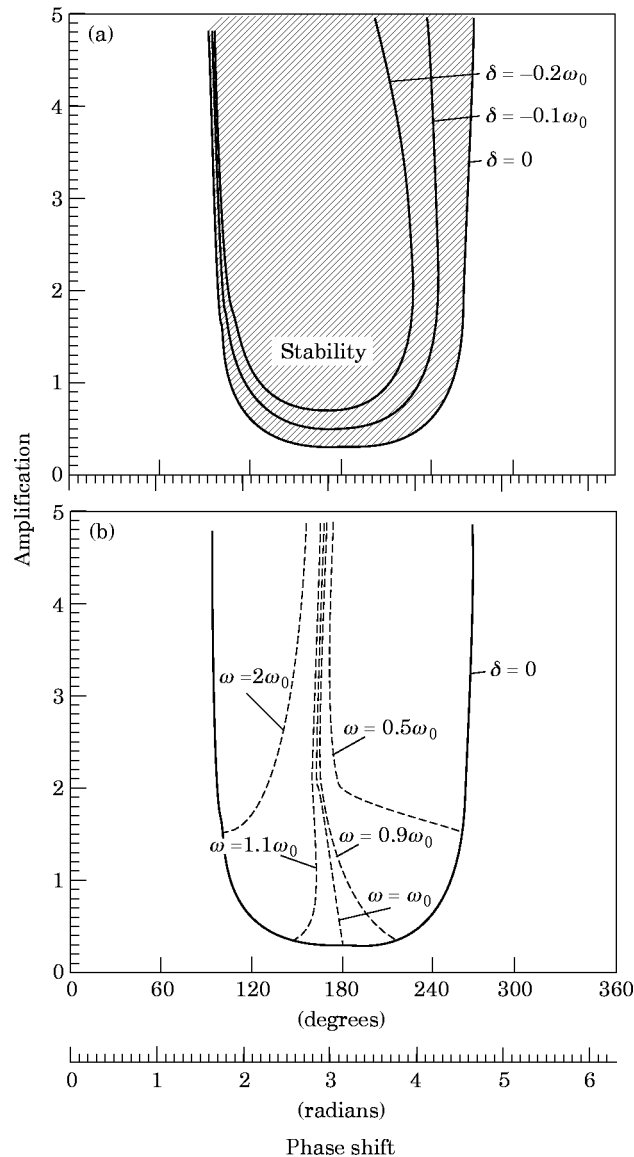 Amplification
5
4
3
2
1
0
(a)
δ = −0.2ω0
δ = −0.1ω0
δ = 0
Stability
5
4
3
2
1
0
(b)
δ = 0
ω =2ω0
ω = 0.5ω0
ω =1.1ω0
ω = 0.9ω0
ω = ω0
0 60 120 180 240 300 360
(degrees)
0 1 2 3 4 5 6
(radians)
Phase shift